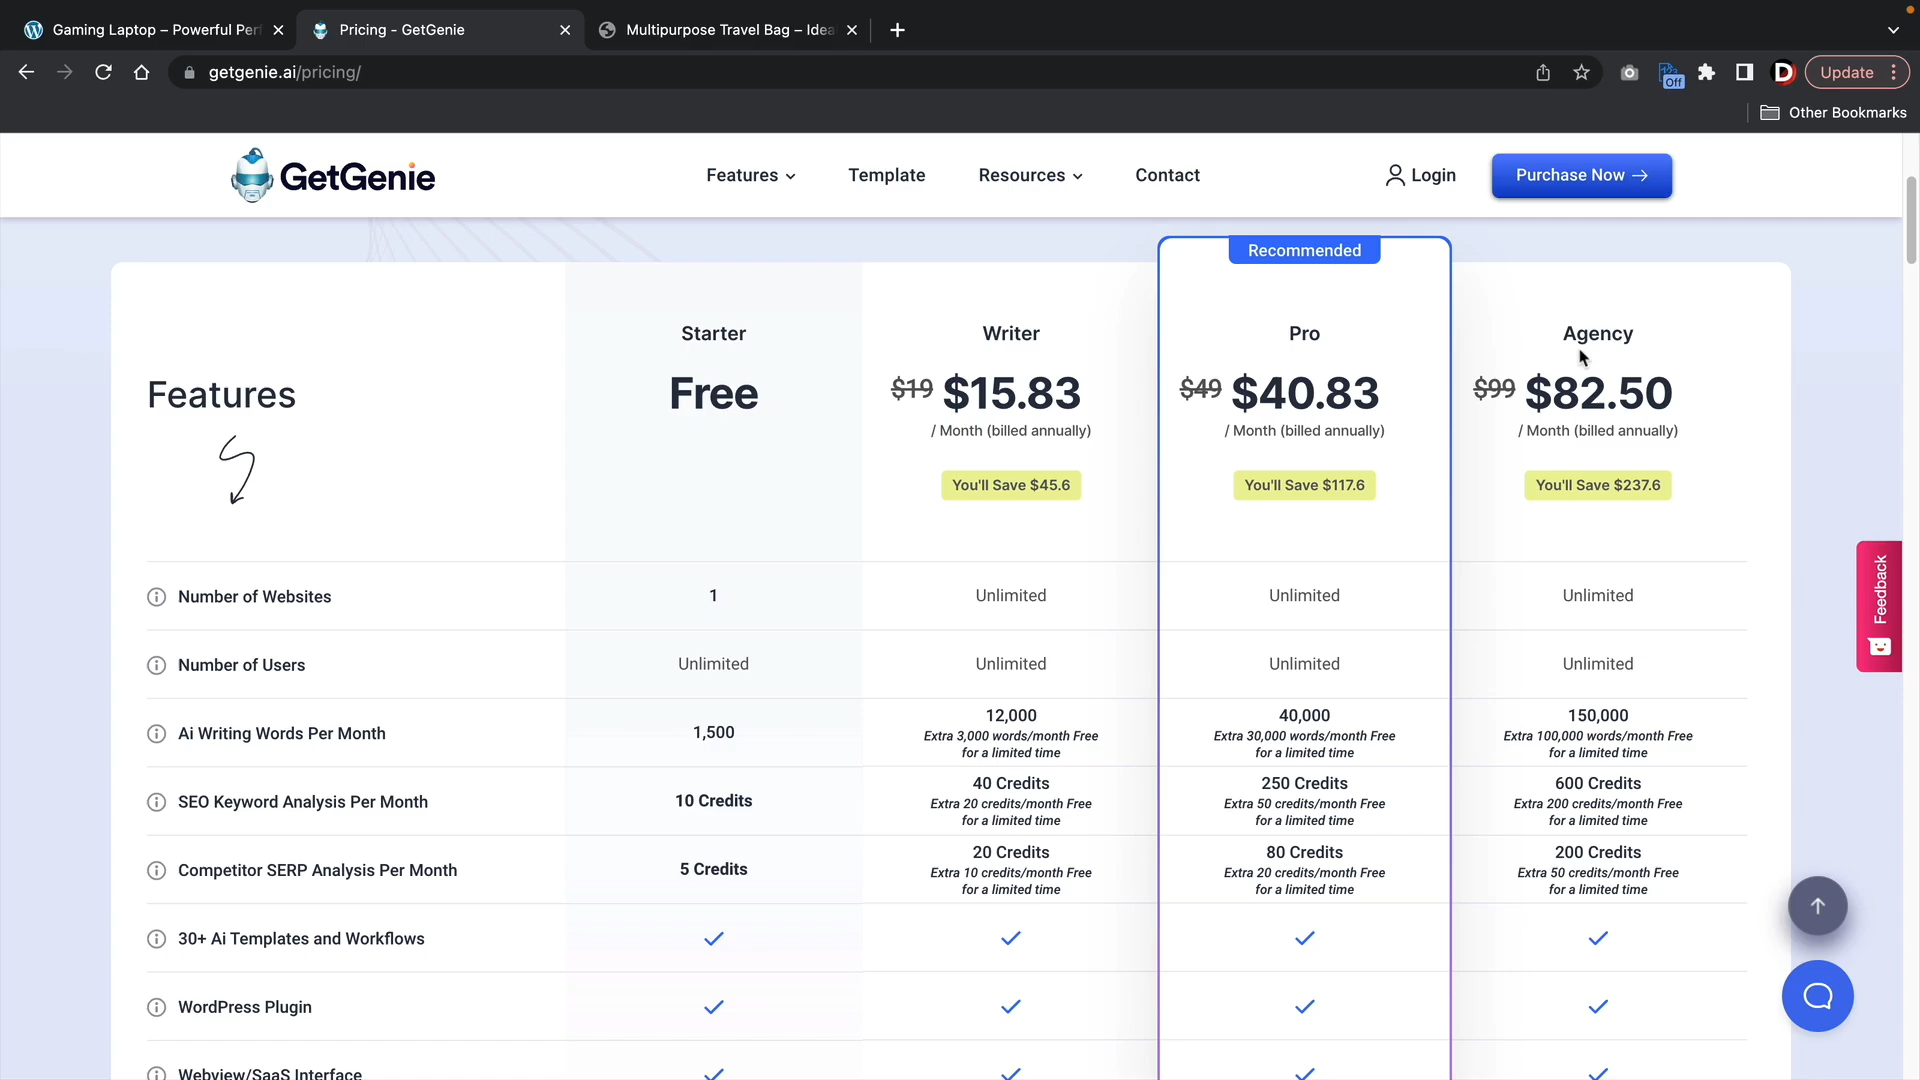 Gaming Laptop – Powerful Per
Pricing - GetGenie
Multipurpose Travel Bag – Idea
getgenie.ai/pricing/
Off
D
Update
Other Bookmarks
GetGenie
Features
Template
Resources
Contact
Login
Purchase Now →
Recommended
Features
Starter
Free
Writer
$19 $15.83
/ Month (billed annually)
You'll Save $45.6
Pro
$49 $40.83
/ Month (billed annually)
You'll Save $117.6
Agency
$99 $82.50
/ Month (billed annually)
You'll Save $237.6
Number of Websites
1
Unlimited
Unlimited
Unlimited
Number of Users
Unlimited
Unlimited
Unlimited
Unlimited
Ai Writing Words Per Month
1,500
12,000
Extra 3,000 words/month Free
for a limited time
40,000
Extra 30,000 words/month Free
for a limited time
150,000
Extra 100,000 words/month Free
for a limited time
SEO Keyword Analysis Per Month
10 Credits
40 Credits
Extra 20 credits/month Free
for a limited time
250 Credits
Extra 50 credits/month Free
for a limited time
600 Credits
Extra 200 credits/month Free
for a limited time
Competitor SERP Analysis Per Month
5 Credits
20 Credits
Extra 10 credits/month Free
for a limited time
80 Credits
Extra 20 credits/month Free
for a limited time
200 Credits
Extra 50 credits/month Free
for a limited time
30+ Ai Templates and Workflows
WordPress Plugin
Webview/SaaS Interface
Feedback